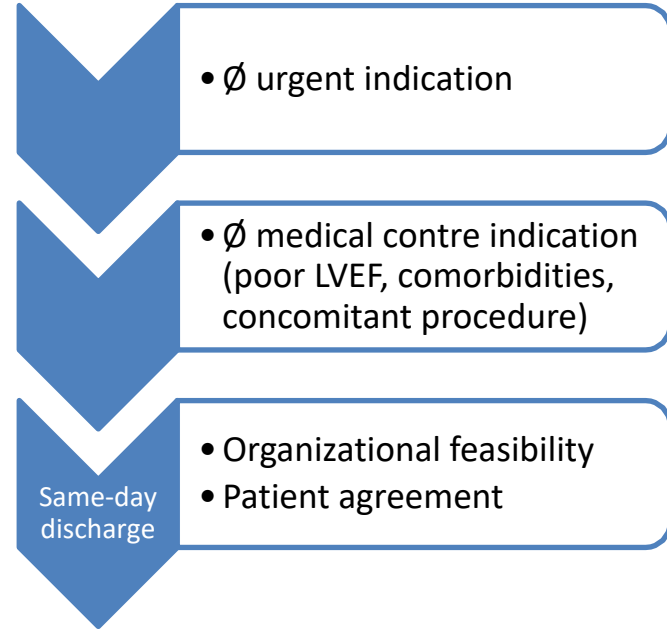 • Ø urgent indication
• Ø medical contre indication
(poor LVEF, comorbidities,
concomitant procedure)
Same-day
discharge
• Organizational feasibility
• Patient agreement